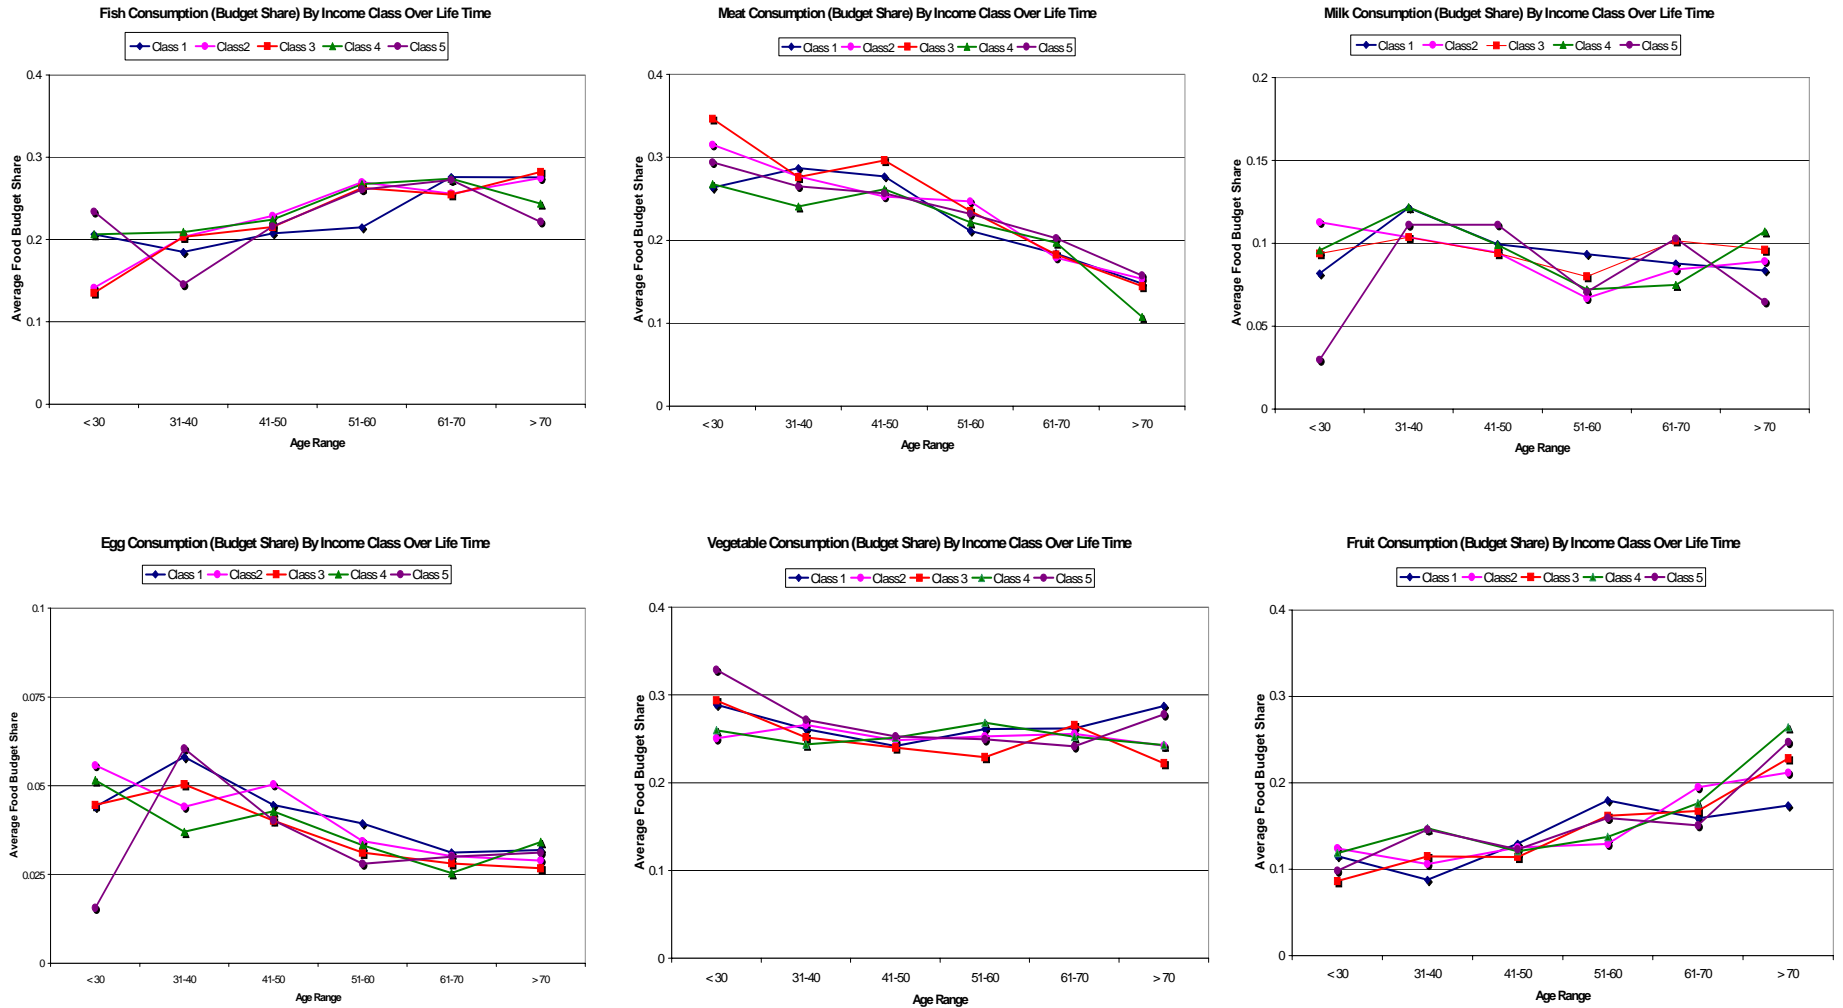 Fish Consumption (Budget Share) By Income Class Over Life Time
Class 1 Class2 Class 3 Class 4 Class 5
Average Food Budget Share
0.4
0.3
0.2
0.1
0
< 30 31-40 41-50 51-60 61-70 > 70
Age Range
Meat Consumption (Budget Share) By Income Class Over Life Time
Class 1 Class2 Class 3 Class 4 Class 5
Average Food Budget Share
0.4
0.3
0.2
0.1
0
< 30 31-40 41-50 51-60 61-70 > 70
Age Range
Milk Consumption (Budget Share) By Income Class Over Life Time
Class 1 Class2 Class 3 Class 4 Class 5
Average Food Budget Share
0.2
0.15
0.1
0.05
0
< 30 31-40 41-50 51-60 61-70 > 70
Age Range
Egg Consumption (Budget Share) By Income Class Over Life Time
Class 1 Class2 Class 3 Class 4 Class 5
Average Food Budget Share
0.1
0.075
0.05
0.025
0
< 30 31-40 41-50 51-60 61-70 > 70
Age Range
Vegetable Consumption (Budget Share) By Income Class Over Life Time
Class 1 Class2 Class 3 Class 4 Class 5
Average Food Budget Share
0.4
0.3
0.2
0.1
0
< 30 31-40 41-50 51-60 61-70 > 70
Age Range
Fruit Consumption (Budget Share) By Income Class Over Life Time
Class 1 Class2 Class 3 Class 4 Class 5
Average Food Budget Share
0.4
0.3
0.2
0.1
0
< 30 31-40 41-50 51-60 61-70 > 70
Age Range